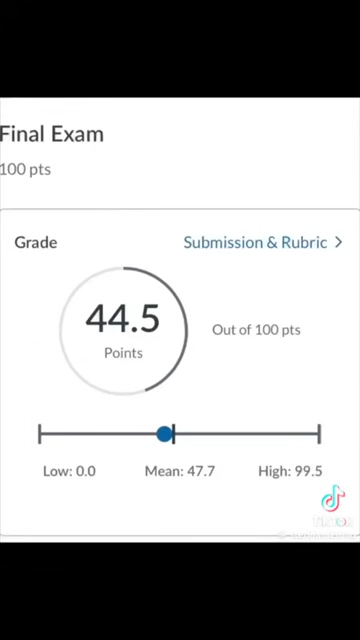 Final Exam
100 pts
Grade
Submission & Rubric
44.5
Points
Out of 100 pts
Low: 0.0
Mean: 47.7
High: 99.5
TikTok